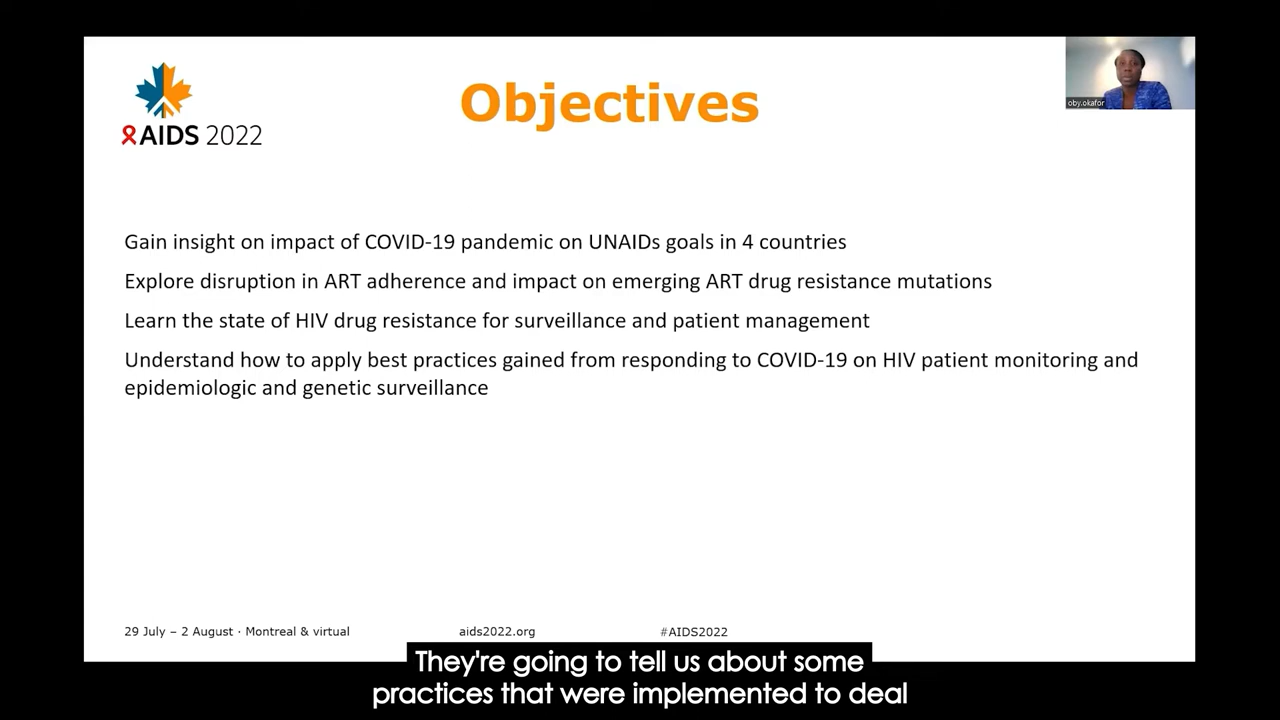 Objectives
oby.okafor
AIDS 2022
Gain insight on impact of COVID-19 pandemic on UNAIDs goals in 4 countries
Explore disruption in ART adherence and impact on emerging ART drug resistance mutations
Learn the state of HIV drug resistance for surveillance and patient management
Understand how to apply best practices gained from responding to COVID-19 on HIV patient monitoring and
epidemiologic and genetic surveillance
29 July – 2 August · Montreal & virtual
aids2022.org
#AIDS2022
They're going to tell us about some
practices that were implemented to deal